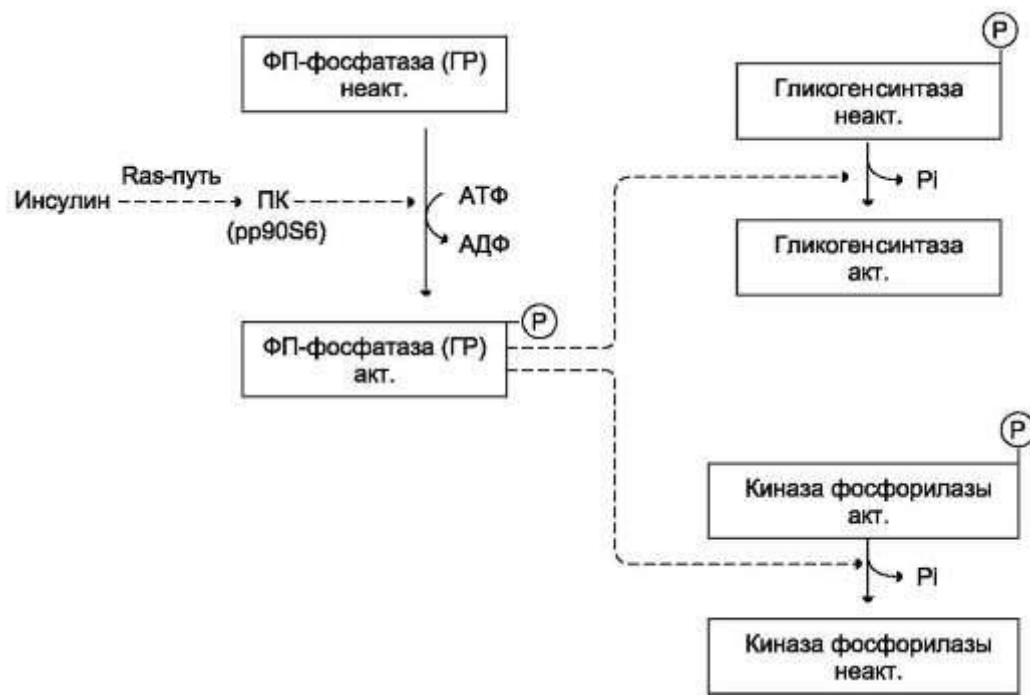 ФП-фосфатаза (ГР)
неакт.
Инсулин
Ras-путь
ПК
(pp90S6)
АТФ
АДФ
ФП-фосфатаза (ГР)
акт.
P
P
Гликогенсинтаза
неакт.
Pi
Гликогенсинтаза
акт.
P
Киназа фосфорилазы
акт.
Pi
Киназа фосфорилазы
неакт.